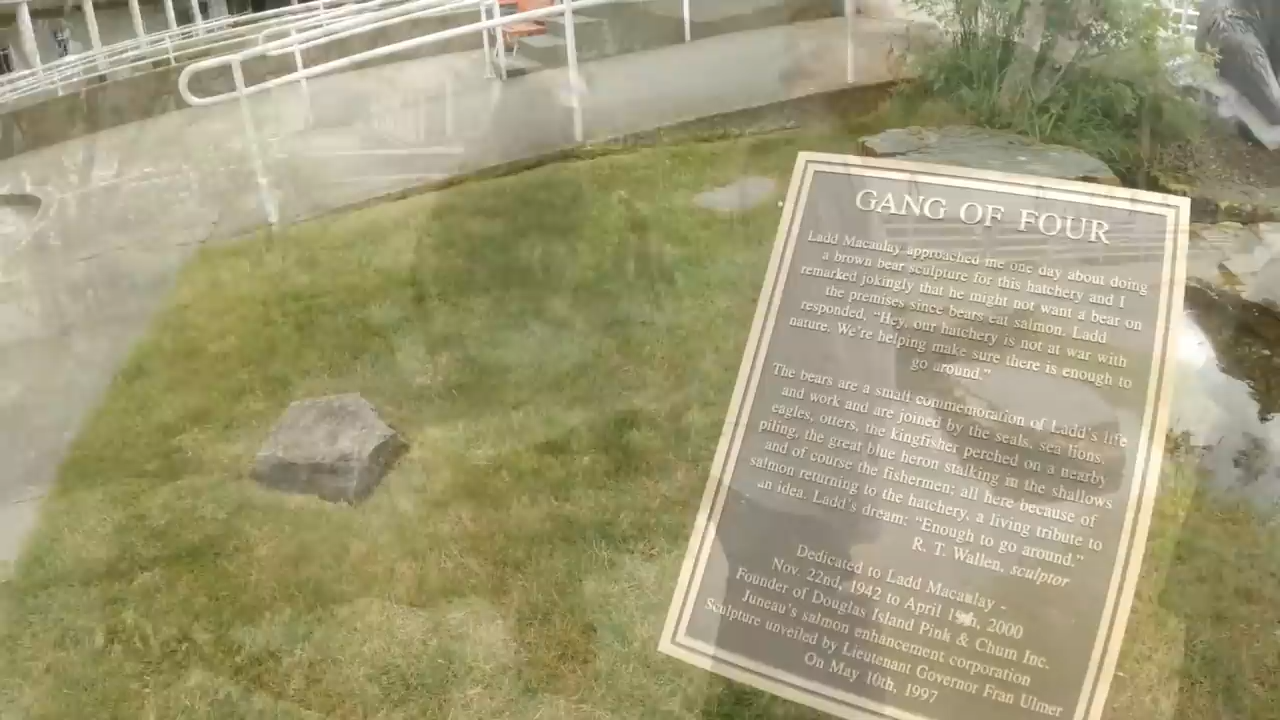 GANG OF FOUR
Ladd Macaulay approached me one day about doing
a brown bear sculpture for this hatchery and I
remarked jokingly that he might not want a bear on
the premises since bears eat salmon. Ladd
responded, "Hey, our hatchery is not at war with
nature. We're helping make sure there is enough to
go around."
The bears are a small commemoration of Ladd's life
and work and are joined by the seals, sea lions,
eagles, otters, the kingfisher perched on a nearby
piling, the great blue heron stalking in the shallows
and of course the fishermen; all here because of
salmon returning to the hatchery, a living tribute to
an idea. Ladd's dream: "Enough to go around."
R. T. Wallen, sculptor
Dedicated to Ladd Macaulay -
Nov. 22nd, 1942 to April 19th, 2000
Founder of Douglas Island Pink & Chum Inc.
Juneau's salmon enhancement corporation
Sculpture unveiled by Lieutenant Governor Fran Ulmer
On May 10th, 1997